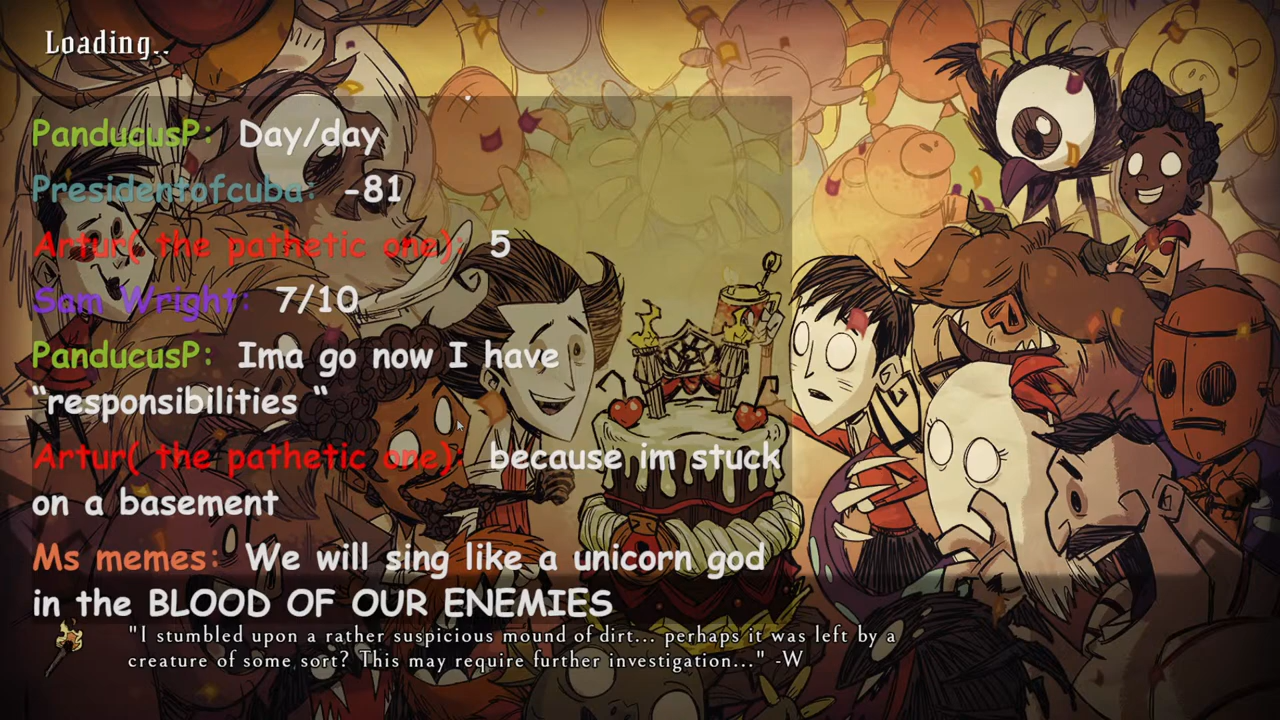 Loading..
PanducusP: Day/day
Presidentofcuba: -81
Artur( the pathetic one): 5
Sam Wright: 7/10
PanducusP: Ima go now I have
“responsibilities “
Artur( the pathetic one): because im stuck
on a basement
Ms memes: We will sing like a unicorn god
in the BLOOD OF OUR ENEMIES
"I stumbled upon a rather suspicious mound of dirt... perhaps it was left by a
creature of some sort? This may require further investigation..." -W